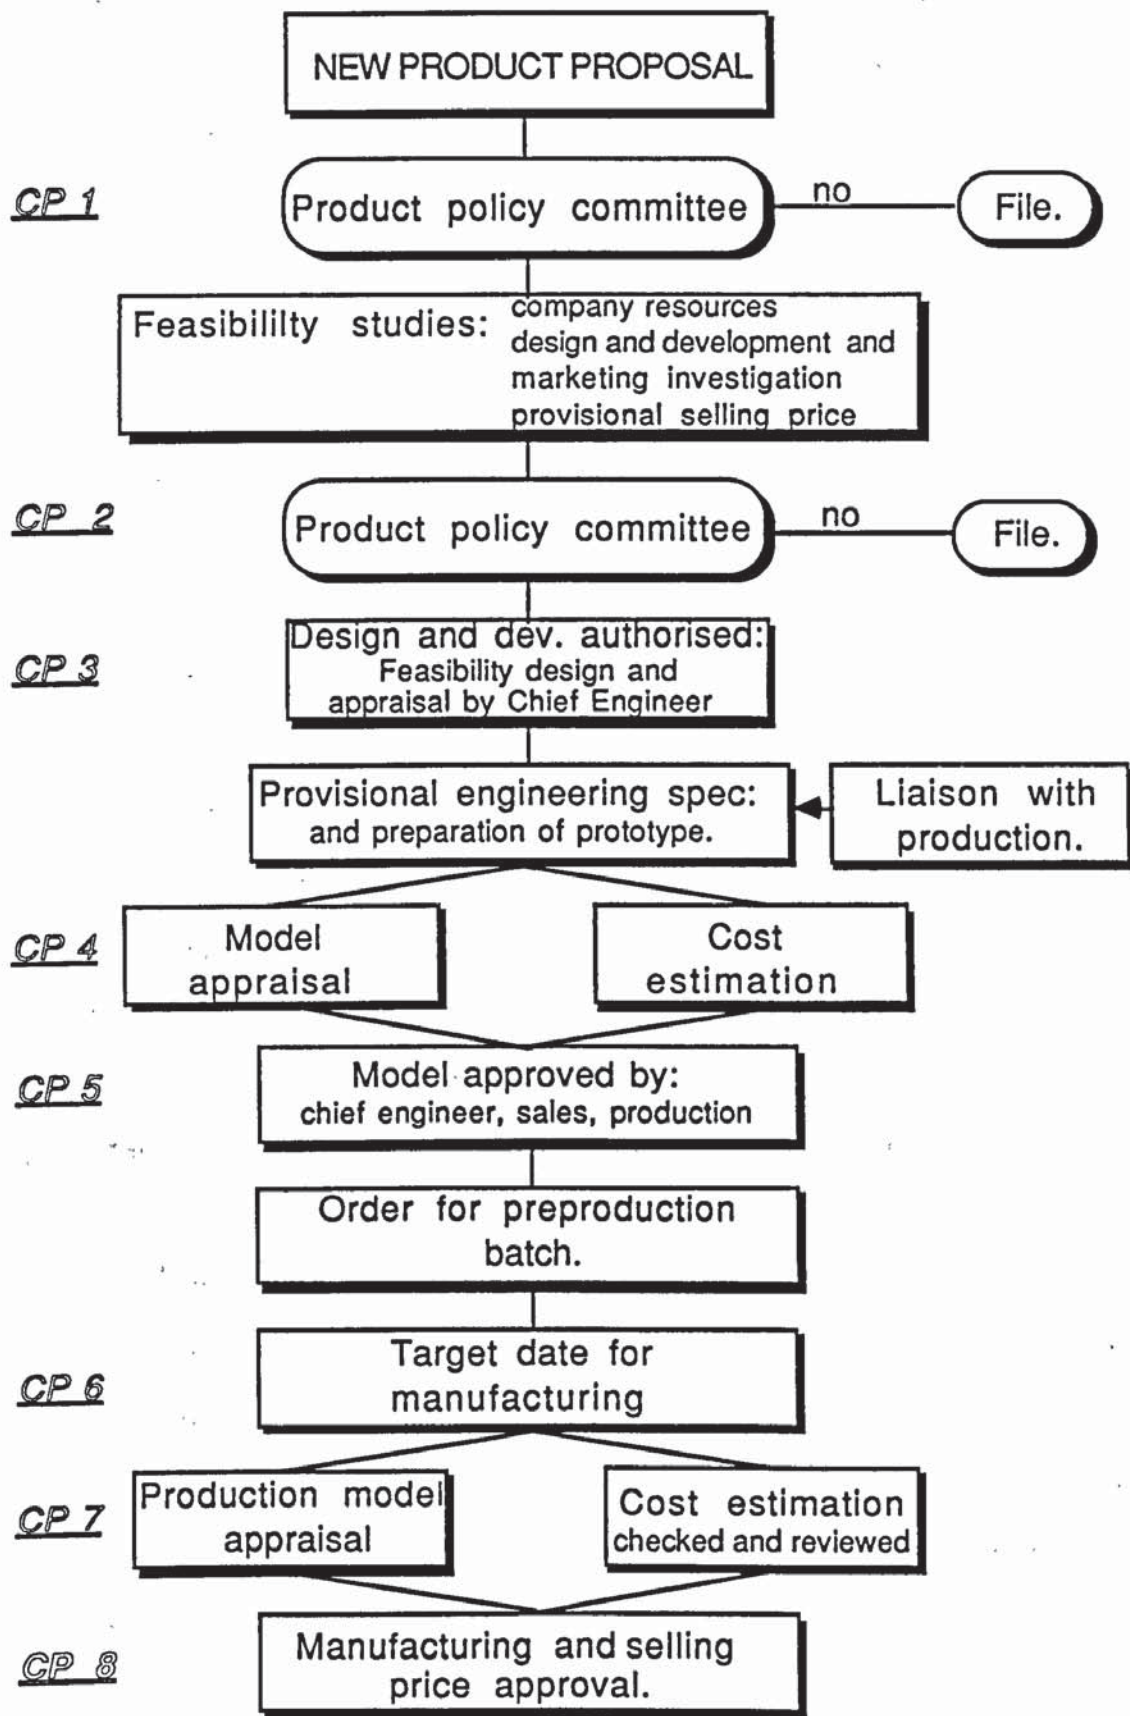 NEW PRODUCT PROPOSAL
CP 1
Product policy committee
no
File.
Feasibililty studies:
company resources
design and development and
marketing investigation
provisional selling price
CP 2
Product policy committee
no
File.
CP 3
Design and dev. authorised:
Feasibility design and
appraisal by Chief Engineer
Provisional engineering spec:
and preparation of prototype.
Liaison with
production.
CP 4
Model
appraisal
Cost
estimation
CP 5
Model approved by:
chief engineer, sales, production
Order for preproduction
batch.
CP 6
Target date for
manufacturing
CP 7
Production model
appraisal
Cost estimation
checked and reviewed
CP 8
Manufacturing and selling
price approval.